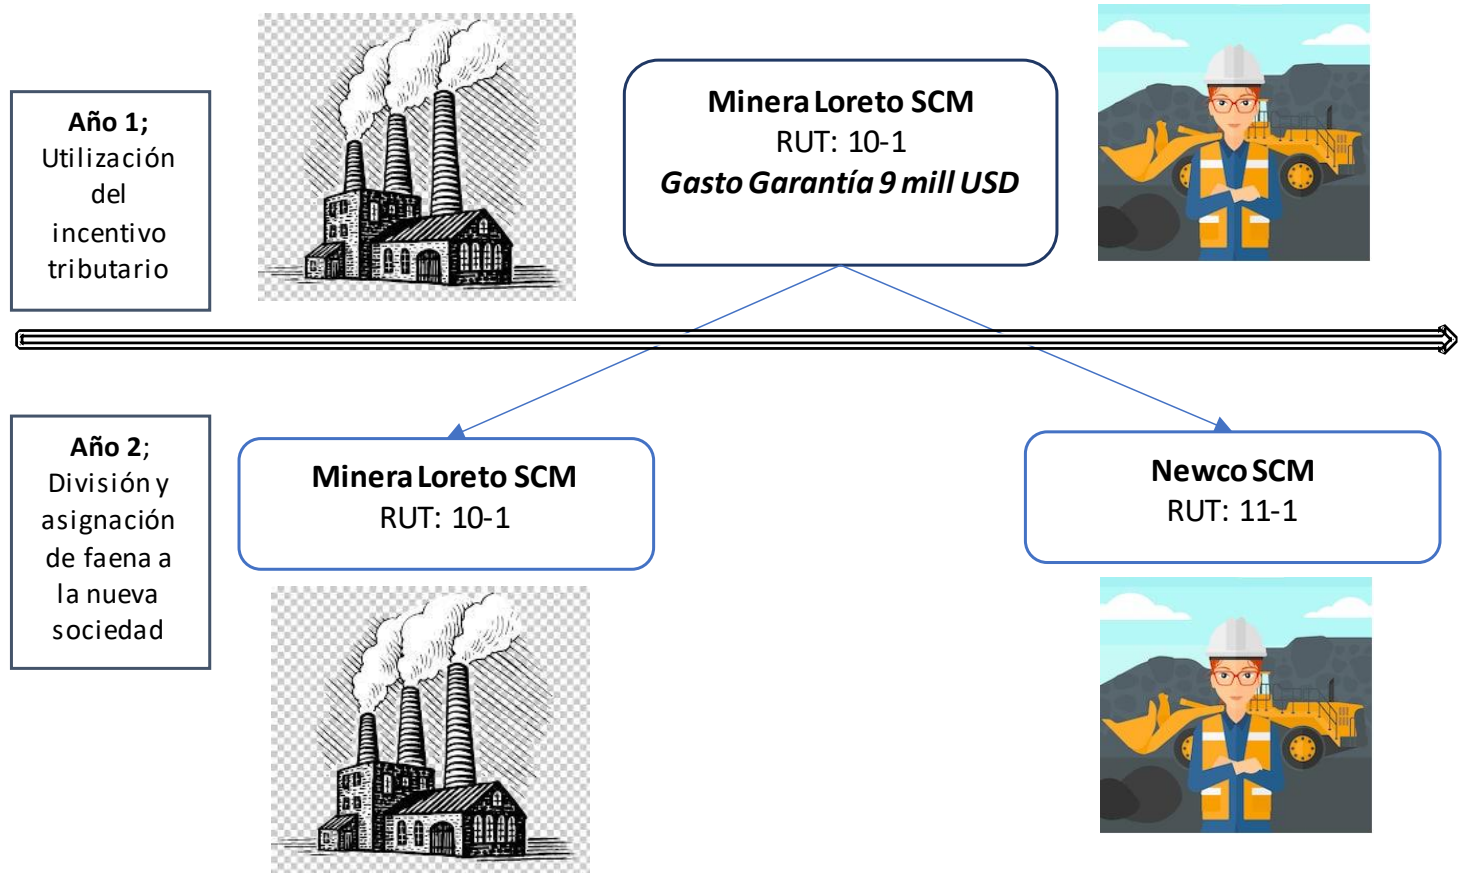 Año 1;
Utilización
del
incentivo
tributario
Minera Loreto SCM
RUT: 10-1
Gasto Garantía 9 mill USD
Año 2;
División y
asignación
de faena a
la nueva
sociedad
Minera Loreto SCM
RUT: 10-1
Newco SCM
RUT: 11-1